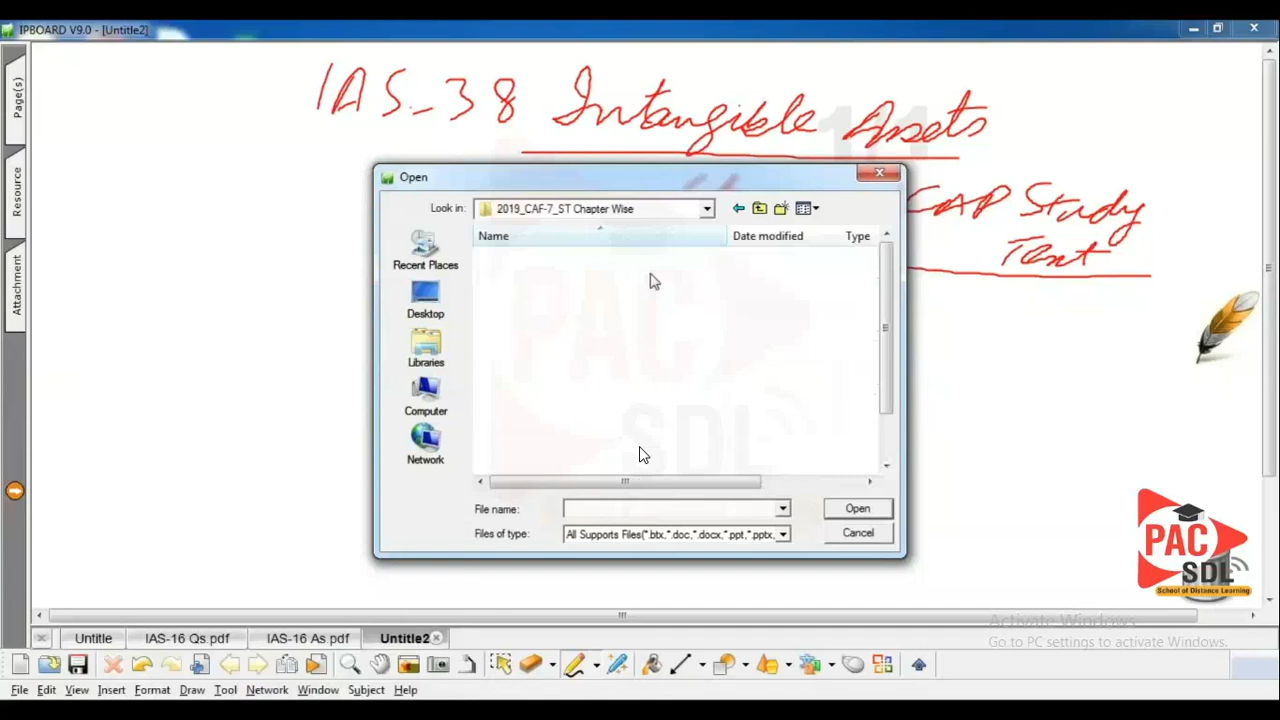 IPBOARD V9.0 - [Untitle2]
Page(s)
Resource
Attachment
IAS-38 Intangible Assets
CAP Study
Text
Open
Look in:
2019_CAF-7_ST Chapter Wise
Name
Date modified
Type
Recent Places
Desktop
Libraries
Computer
Network
PAC
SDL
File name:
Open
Files of type:
All Supports Files(*.btx,*.doc,*.docx,*.ppt,*.pptx,
Cancel
PAC
SDL
School of Distance Learning
Activate Windows
Go to PC settings to activate Windows.
Untitle
IAS-16 Qs.pdf
IAS-16 As.pdf
Untitle2
File Edit View Insert Format Draw Tool Network Window Subject Help